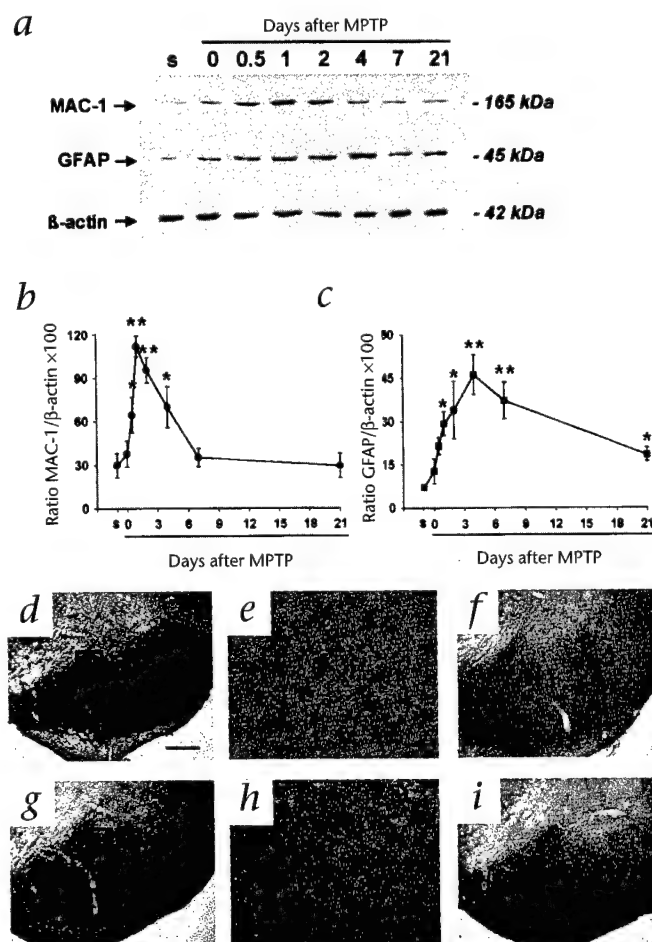 a
Days after MPTP
s 0 0.5 1 2 4 7 21
MAC-1 - 165 kDa
GFAP - 45 kDa
ß-actin - 42 kDa
b
c
Ratio MAC-1/β-actin ×100
120
90
60
30
0
** ** * *
s 0 3 6 9 12 15 18 21
Days after MPTP
Ratio GFAP/β-actin ×100
60
45
30
15
0
* * ** ** *
s 0 3 6 9 12 15 18 21
Days after MPTP
d e f
g h i